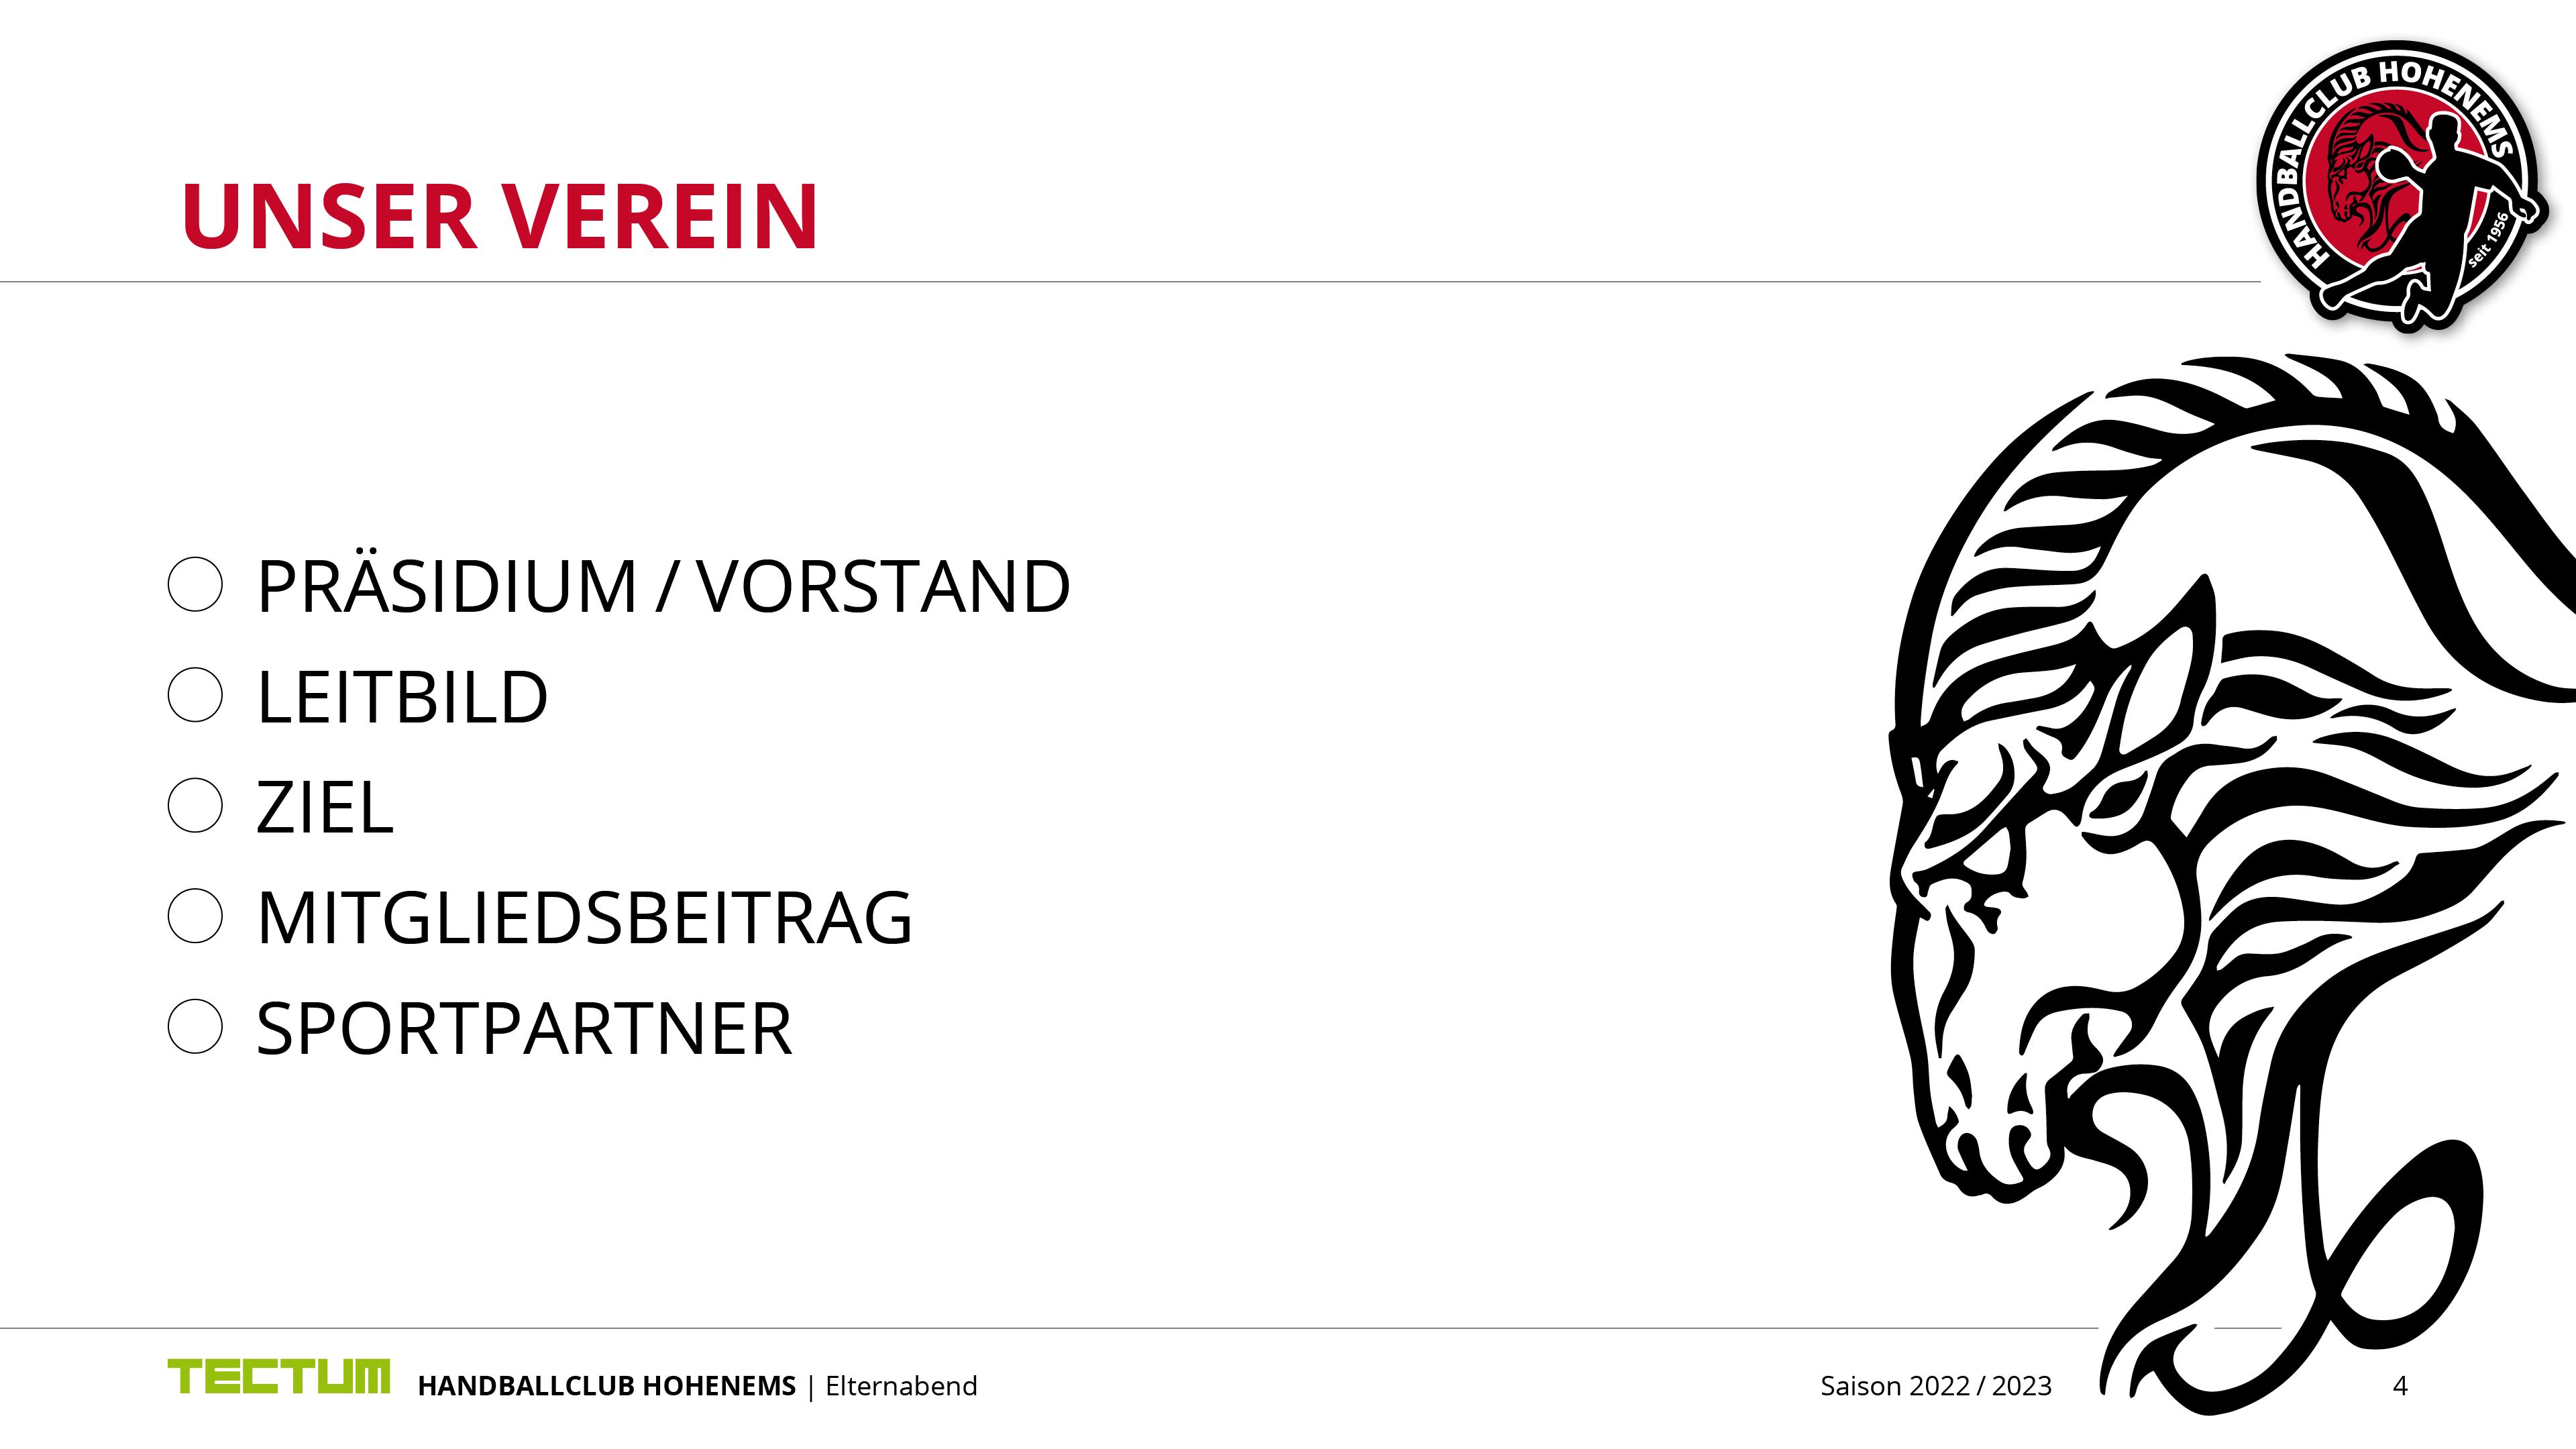 HANDBALLCLUB HOHENEMS
seit 1956
UNSER VEREIN
PRÄSIDIUM / VORSTAND
LEITBILD
ZIEL
MITGLIEDSBEITRAG
SPORTPARTNER
TECTUM HANDBALLCLUB HOHENEMS | Elternabend Saison 2022 / 2023 4